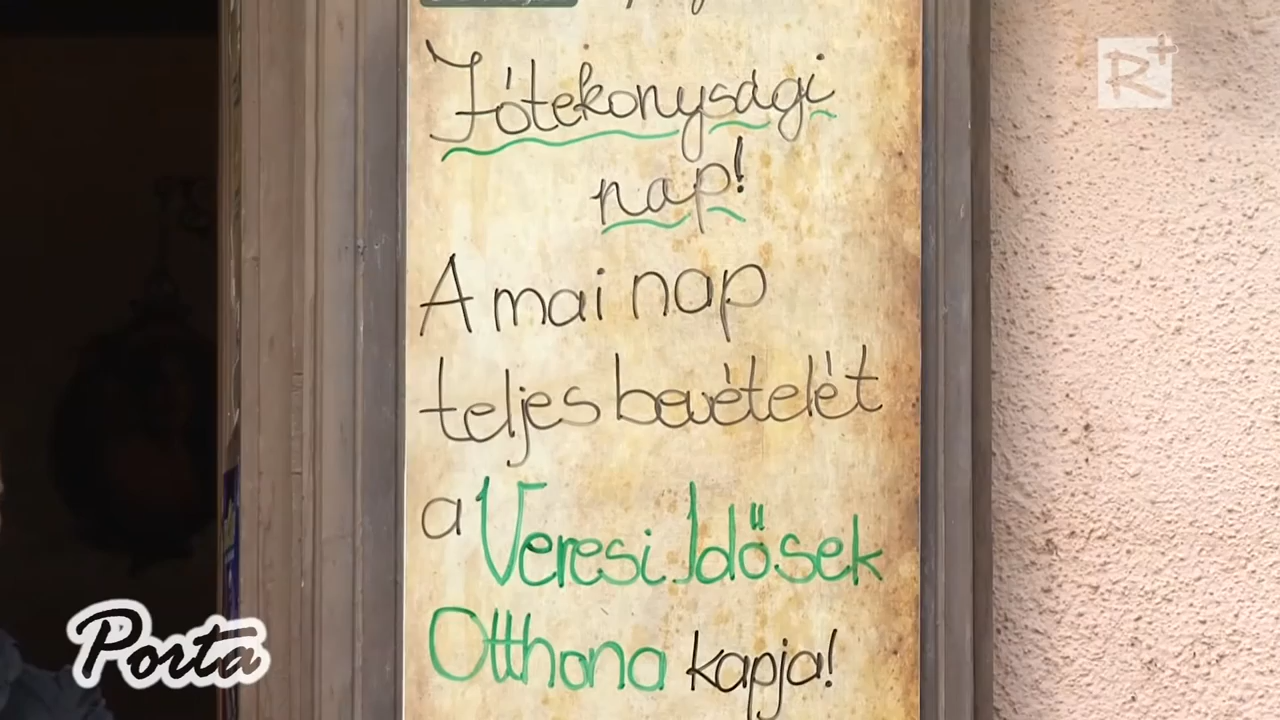 Jótekonysági
nap!
A mai nap
teljes bevételét
a Veresi Idősek
Otthona kapja!
R+
Porta